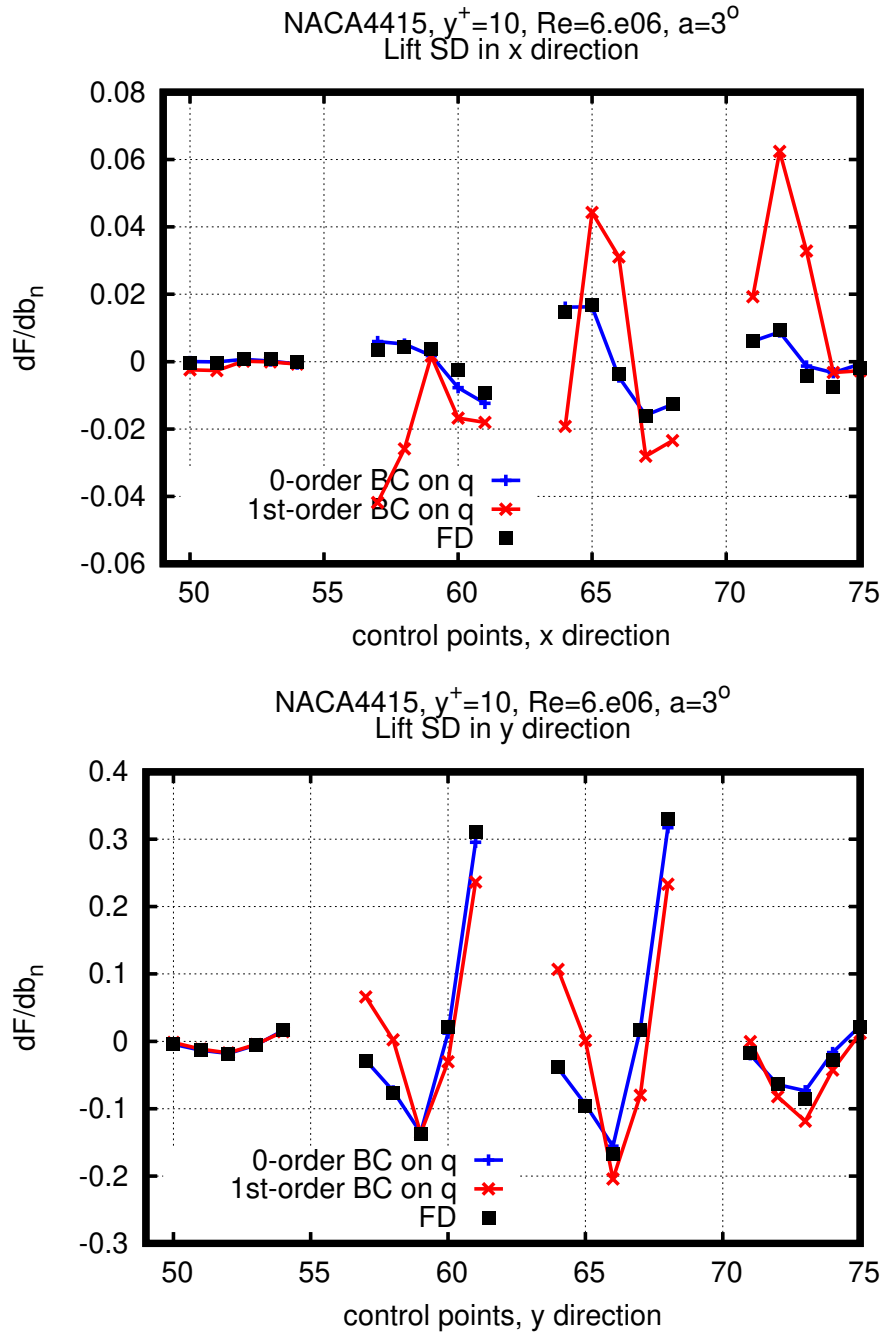 NACA4415, y+=10, Re=6.e06, a=3o
Lift SD in x direction
0.08
0.06
0.04
0.02
0
-0.02
-0.04
-0.06
dF/dbn
0-order BC on q
1st-order BC on q
FD
50 55 60 65 70 75
control points, x direction
NACA4415, y+=10, Re=6.e06, a=3o
Lift SD in y direction
0.4
0.3
0.2
0.1
0
-0.1
-0.2
-0.3
dF/dbn
0-order BC on q
1st-order BC on q
FD
50 55 60 65 70 75
control points, y direction